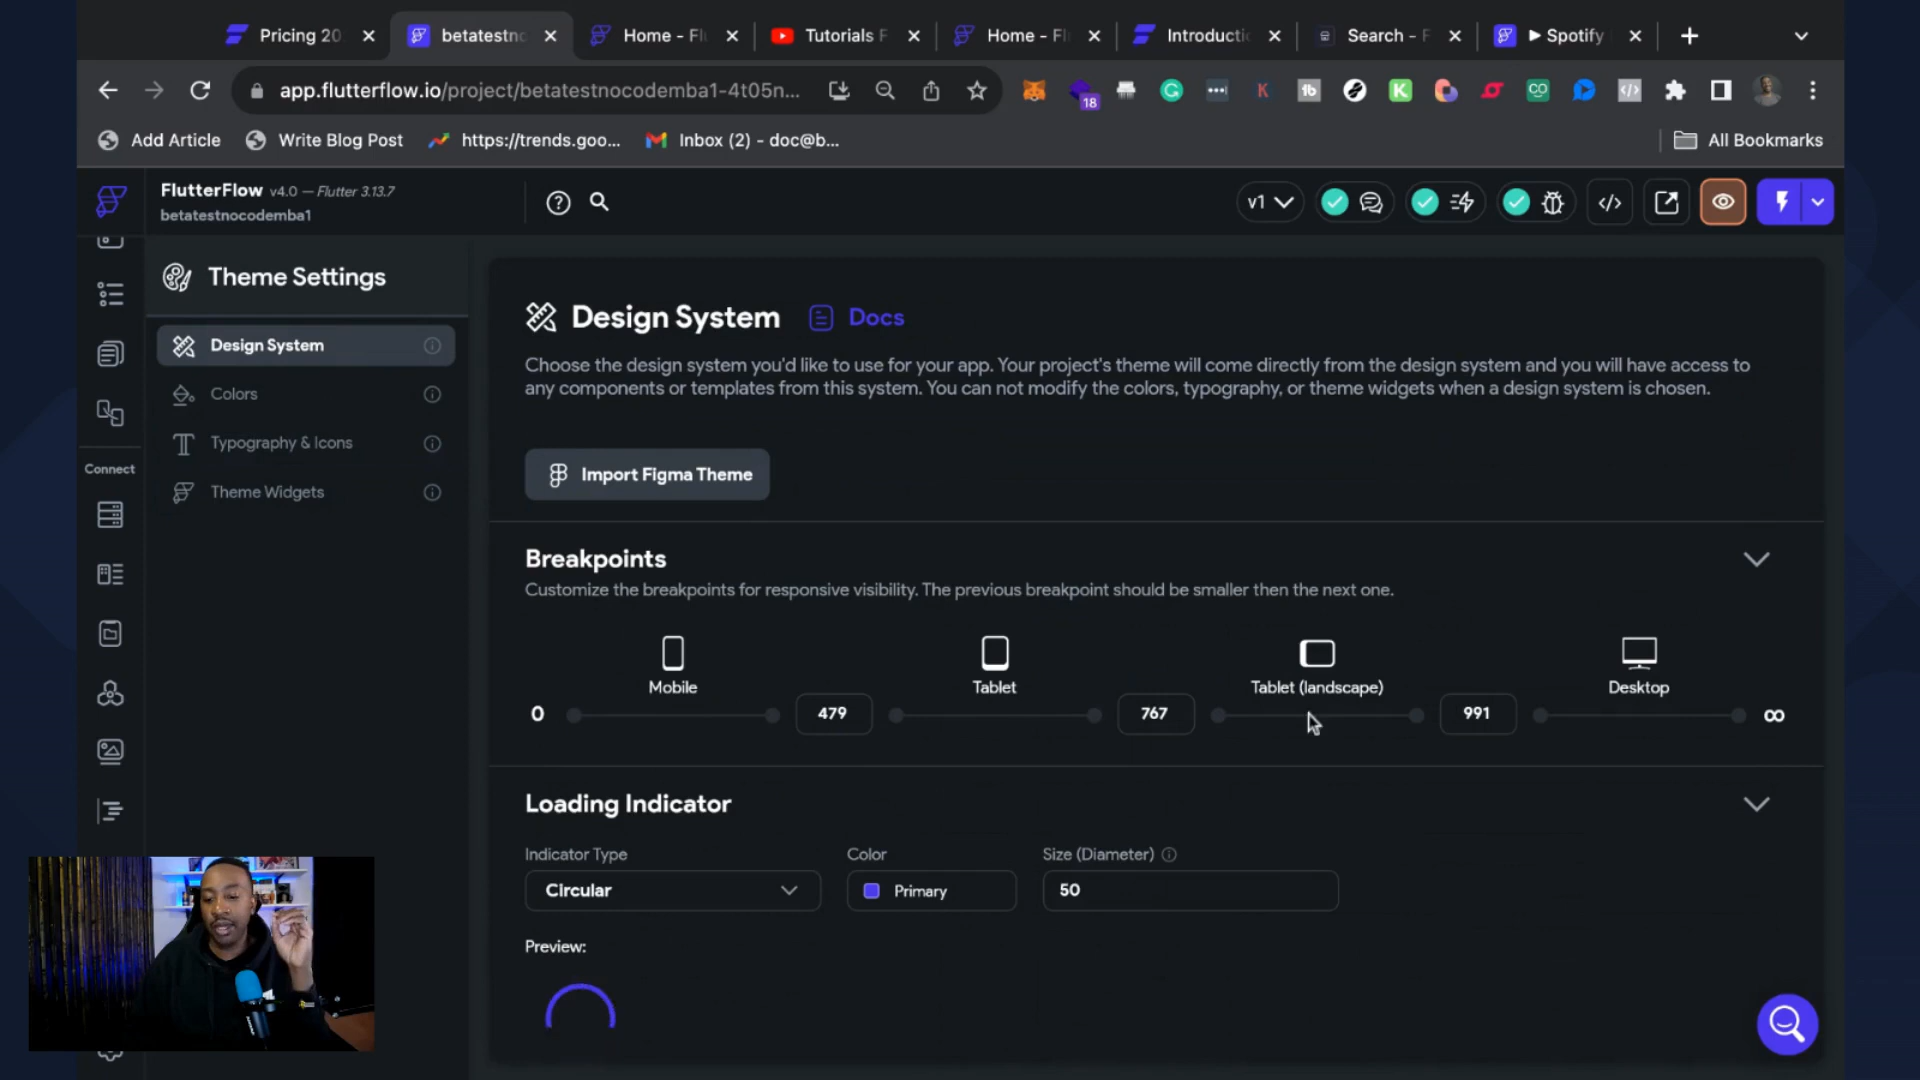 Pricing 20
betatestno
Home - Fl
Tutorials F
Home - Fl
Introducti
Search - F
▶ Spotify
app.flutterflow.io/project/betatestnocodemba1-4t05n...
18
Add Article
Write Blog Post
https://trends.goo...
Inbox (2) - doc@b...
All Bookmarks
FlutterFlow v4.0 — Flutter 3.13.7
betatestnocodemba1
v1
Theme Settings
Design System
Colors
Typography & Icons
Theme Widgets
Connect
Design System
Docs
Choose the design system you'd like to use for your app. Your project's theme will come directly from the design system and you will have access to
any components or templates from this system. You can not modify the colors, typography, or theme widgets when a design system is chosen.
Import Figma Theme
Breakpoints
Customize the breakpoints for responsive visibility. The previous breakpoint should be smaller then the next one.
Mobile
Tablet
Tablet (landscape)
Desktop
0
479
767
991
∞
Loading Indicator
Indicator Type
Color
Size (Diameter)
Circular
Primary
50
Preview: